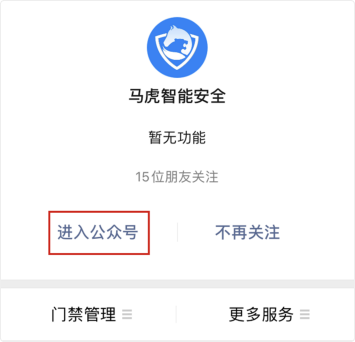 马虎智能安全
暂无功能
15位朋友关注
进入公众号 不再关注
门禁管理 更多服务